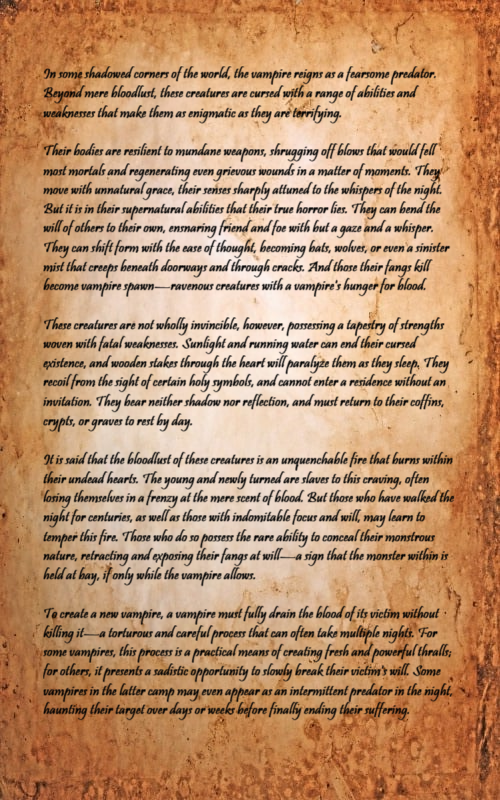 In some shadowed corners of the world, the vampire reigns as a fearsome predator.
Beyond mere bloodlust, these creatures are cursed with a range of abilities and
weaknesses that make them as enigmatic as they are terrifying.
Their bodies are resilient to mundane weapons, shrugging off blows that would fell
most mortals and regenerating even grievous wounds in a matter of moments. They
move with unnatural grace, their senses sharply attuned to the whispers of the night.
But it is in their supernatural abilities that their true horror lies. They can bend the
will of others to their own, ensnaring friend and foe with but a gaze and a whisper.
They can shift form with the ease of thought, becoming bats, wolves, or even a sinister
mist that creeps beneath doorways and through cracks. And those their fangs kill
become vampire spawn—ravenous creatures with a vampire's hunger for blood.
These creatures are not wholly invincible, however, possessing a tapestry of strengths
woven with fatal weaknesses. Sunlight and running water can end their cursed
existence, and wooden stakes through the heart will paralyze them as they sleep. They
recoil from the sight of certain holy symbols, and cannot enter a residence without an
invitation. They bear neither shadow nor reflection, and must return to their coffins,
crypts, or graves to rest by day.
It is said that the bloodlust of these creatures is an unquenchable fire that burns within
their undead hearts. The young and newly turned are slaves to this craving, often
losing themselves in a frenzy at the mere scent of blood. But those who have walked the
night for centuries, as well as those with indomitable focus and will, may learn to
temper this fire. Those who do so possess the rare ability to conceal their monstrous
nature, retracting and exposing their fangs at will—a sign that the monster within is
held at bay, if only while the vampire allows.
To create a new vampire, a vampire must fully drain the blood of its victim without
killing it—a torturous and careful process that can often take multiple nights. For
some vampires, this process is a practical means of creating fresh and powerful thralls;
for others, it presents a sadistic opportunity to slowly break their victim's will. Some
vampires in the latter camp may even appear as an intermittent predator in the night,
haunting their target over days or weeks before finally ending their suffering.